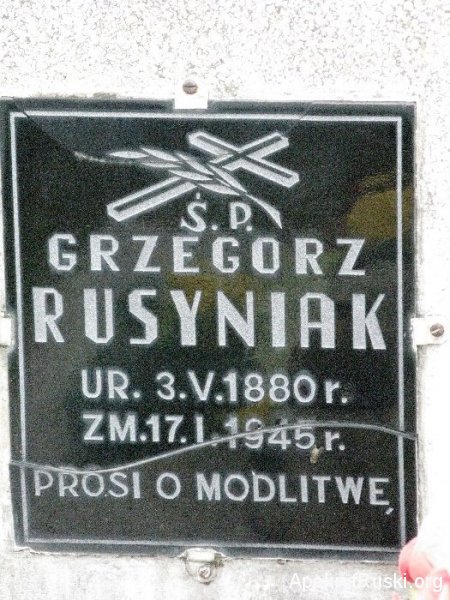 Ś.P.
GRZEGORZ
RUSYNIAK
UR. 3.V.1880 r.
ZM.17.I.1945 r.
PROSI O MODLITWĘ